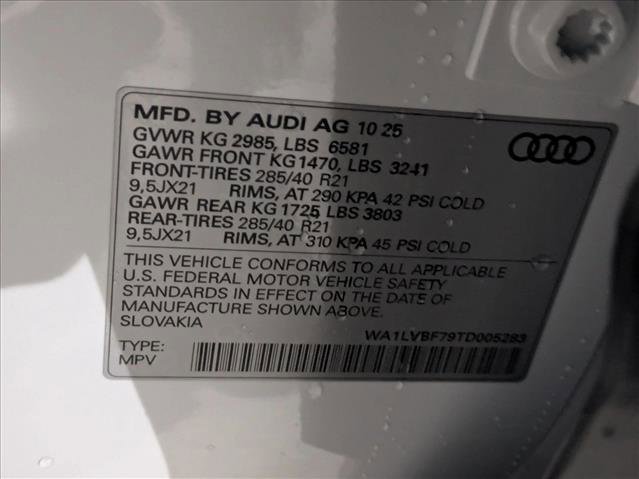 MFD. BY AUDI AG 10 25
GVWR KG 2985, LBS 6581
GAWR FRONT KG1470, LBS 3241
FRONT-TIRES 285/40 R21
9,5JX21 RIMS, AT 290 KPA 42 PSI COLD
GAWR REAR KG 1725, LBS 3803
REAR-TIRES 285/40 R21
9,5JX21 RIMS, AT 310 KPA 45 PSI COLD
THIS VEHICLE CONFORMS TO ALL APPLICABLE
U.S. FEDERAL MOTOR VEHICLE SAFETY
STANDARDS IN EFFECT ON THE DATE OF
MANUFACTURE SHOWN ABOVE.
SLOVAKIA
WA1LVBF79TD005283
TYPE:
MPV